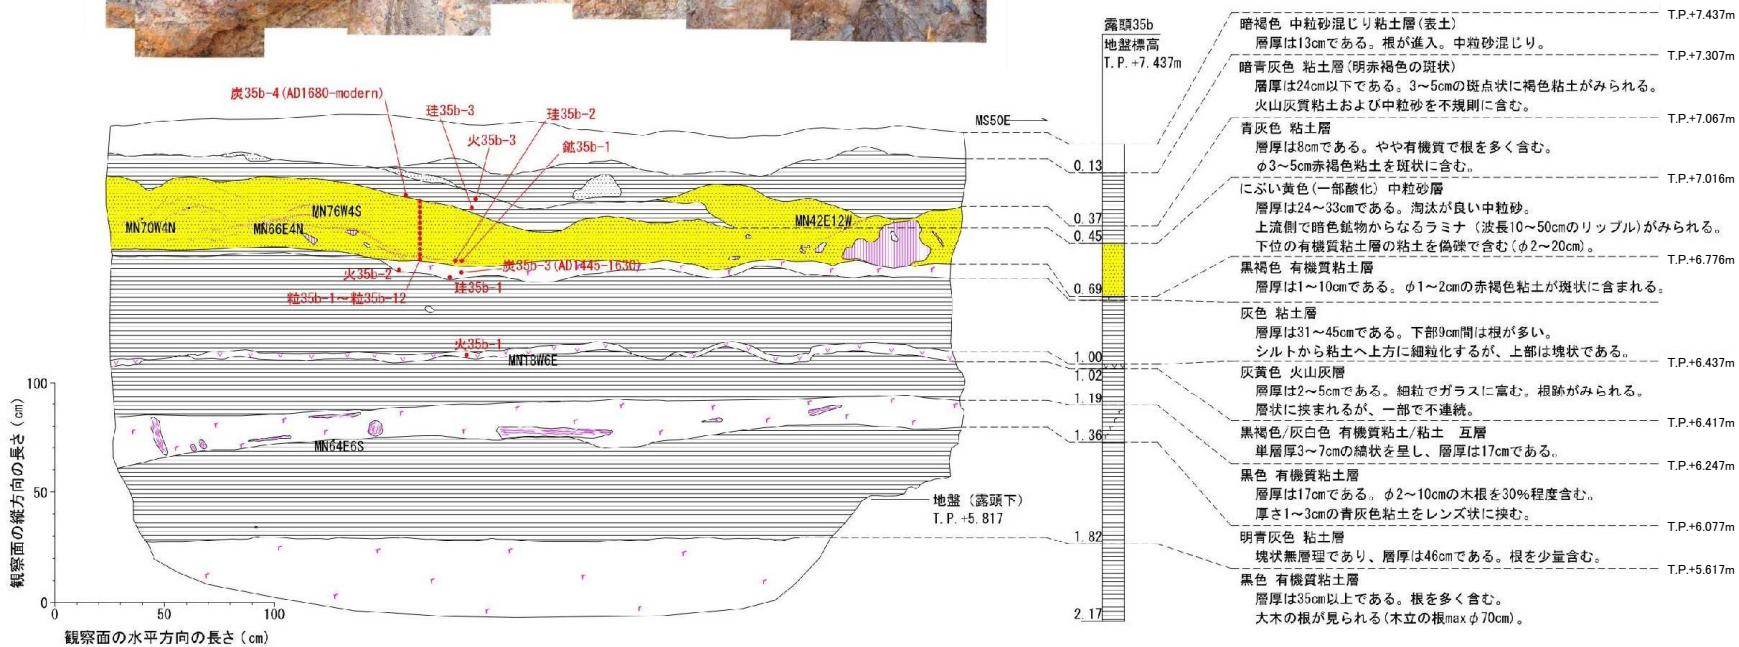 炭35b-4(AD1680-modern)
珪35b-3
珪35b-2
火35b-3
鉱35b-1
MS50E
MN76W4S
MN70W4N
MN66E4N
MN42E12W
火35b-2
炭35b-3(AD1445-1630)
珪35b-1
粒35b-1～粒35b-12
火35b-1
MN18W6E
MN64E6S
地盤（露頭下）
T.P.+5.817
観察面の縦方向の長さ（cm）
100
50
0
0
50
100
観察面の水平方向の長さ（cm）
露頭35b
地盤標高
T.P.+7.437m
0.13
0.37
0.45
0.69
1.00
1.02
1.19
1.36
1.82
2.17
暗褐色 中粒砂混じり粘土層(表土)
層厚は13cmである。根が進入。中粒砂混じり。
暗青灰色 粘土層(明赤褐色の斑状)
層厚は24cm以下である。3～5cmの斑点状に褐色粘土がみられる。
火山灰質粘土および中粒砂を不規則に含む。
青灰色 粘土層
層厚は8cmである。やや有機質で根を多く含む。
φ3～5cm赤褐色粘土を斑状に含む。
にぶい黄色(一部酸化) 中粒砂層
層厚は24～33cmである。淘汰が良い中粒砂。
上流側で暗色鉱物からなるラミナ（波長10～50cmのリップル)がみられる。
下位の有機質粘土層の粘土を偽礫で含む(φ2～20cm)。
黒褐色 有機質粘土層
層厚は1～10cmである。φ1～2cmの赤褐色粘土が斑状に含まれる。
灰色 粘土層
層厚は31～45cmである。下部9cm間は根が多い。
シルトから粘土へ上方に細粒化するが、上部は塊状である。
灰黄色 火山灰層
層厚は2～5cmである。細粒でガラスに富む。根跡がみられる。
層状に挟まれるが、一部で不連続。
黒褐色/灰白色 有機質粘土/粘土 互層
単層厚3～7cmの縞状を呈し、層厚は17cmである。
黒色 有機質粘土層
層厚は17cmである。φ2～10cmの木根を30%程度含む。
厚さ1～3cmの青灰色粘土をレンズ状に挟む。
明青灰色 粘土層
塊状無層理であり、層厚は46cmである。根を少量含む。
黒色 有機質粘土層
層厚は35cm以上である。根を多く含む。
大木の根が見られる(木立の根maxφ70cm)。
T.P.+7.437m
T.P.+7.307m
T.P.+7.067m
T.P.+7.016m
T.P.+6.776m
T.P.+6.437m
T.P.+6.417m
T.P.+6.247m
T.P.+6.077m
T.P.+5.617m